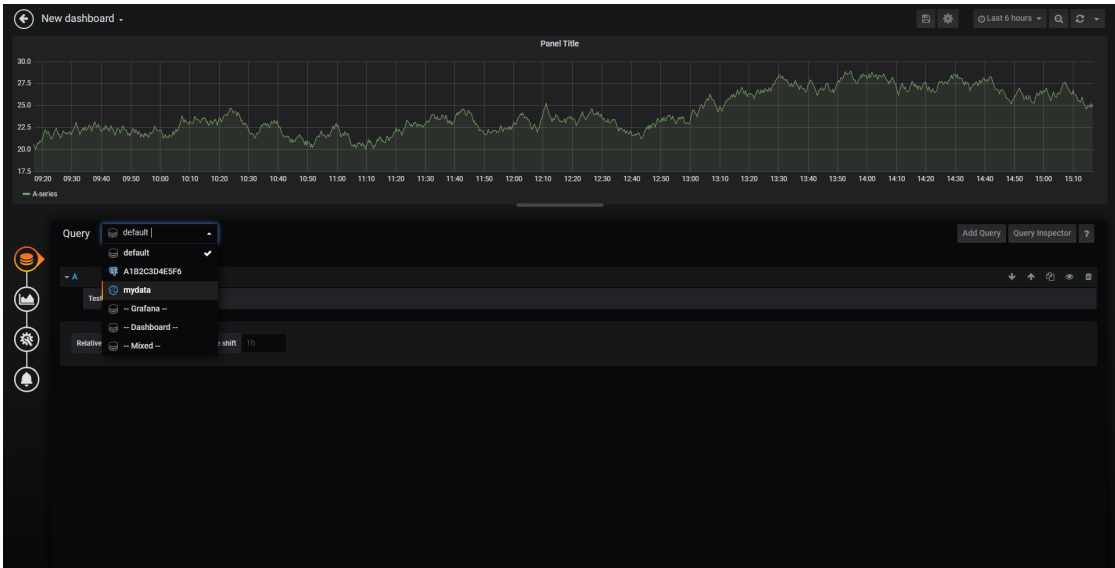 New dashboard
Last 6 hours
Panel Title
30.0
27.5
25.0
22.5
20.0
17.5
09:20 09:30 09:40 09:50 10:00 10:10 10:20 10:30 10:40 10:50 11:00 11:10 11:20 11:30 11:40 11:50 12:00 12:10 12:20 12:30 12:40 12:50 13:00 13:10 13:20 13:30 13:40 13:50 14:00 14:10 14:20 14:30 14:40 14:50 15:00 15:10
A-series
Query default Add Query Query Inspector ?
default
A1B2C3D4E5F6
A
mydata
Test
-- Grafana --
-- Dashboard --
Relative shift 1h
-- Mixed --